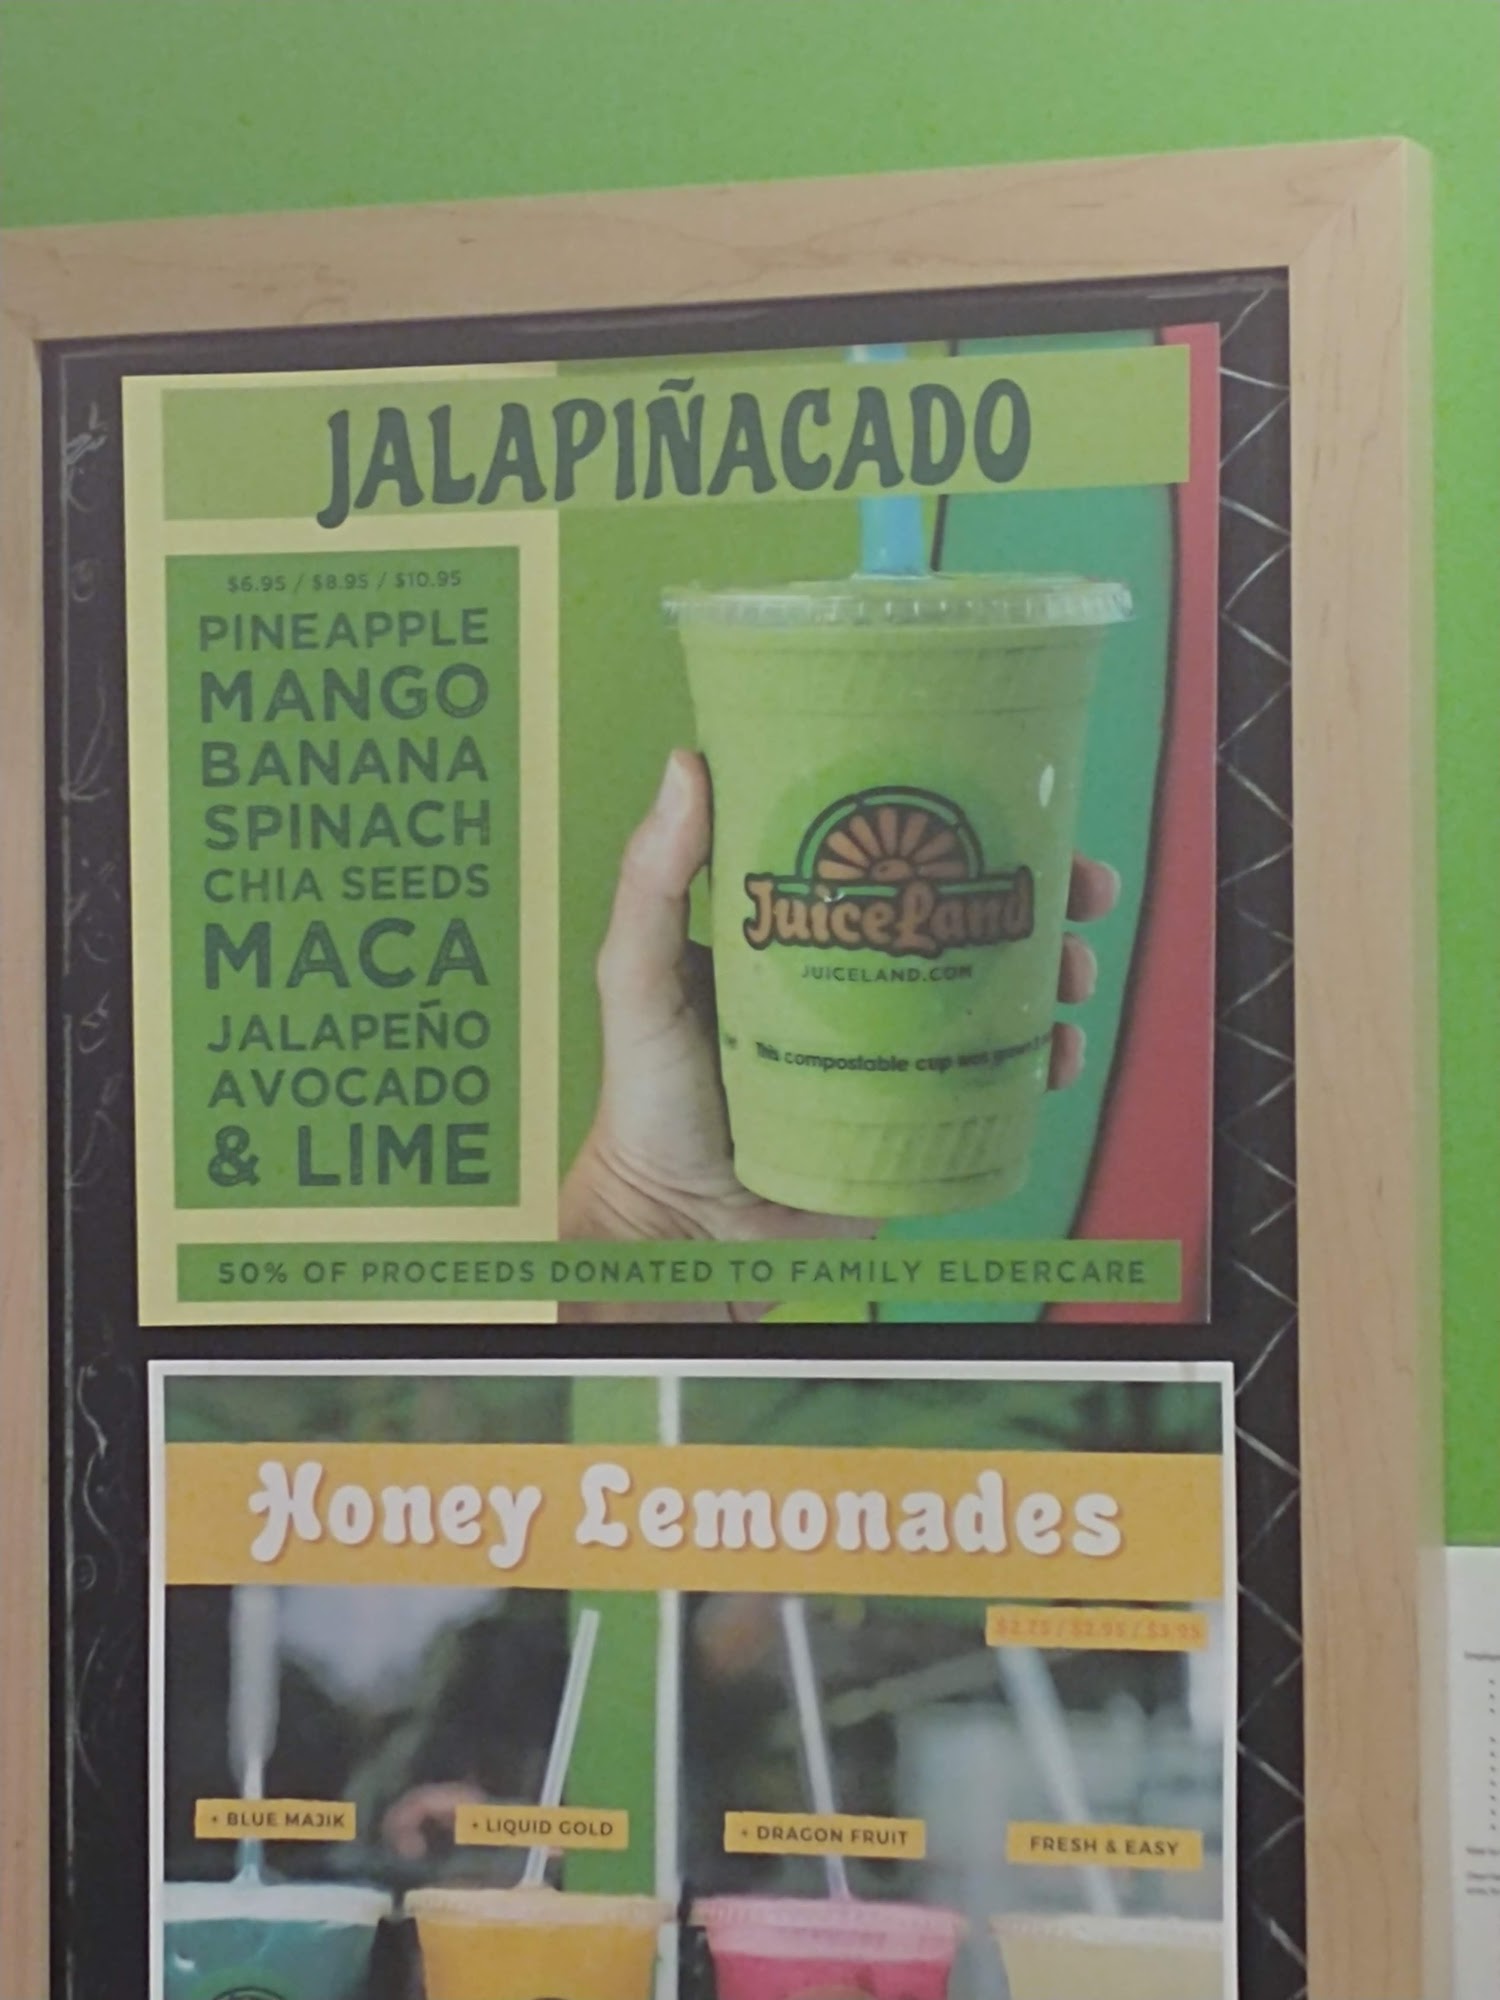 JALAPIÑACADO
$6.95 / $8.95 / $10.95
PINEAPPLE
MANGO
BANANA
SPINACH
CHIA SEEDS
MACA
JALAPEÑO
AVOCADO
& LIME
JuiceLand
JUICELAND.COM
This compostable cup was grown
50% OF PROCEEDS DONATED TO FAMILY ELDERCARE
Honey Lemonades
+ BLUE MAJIK
+ LIQUID GOLD
+ DRAGON FRUIT
FRESH & EASY